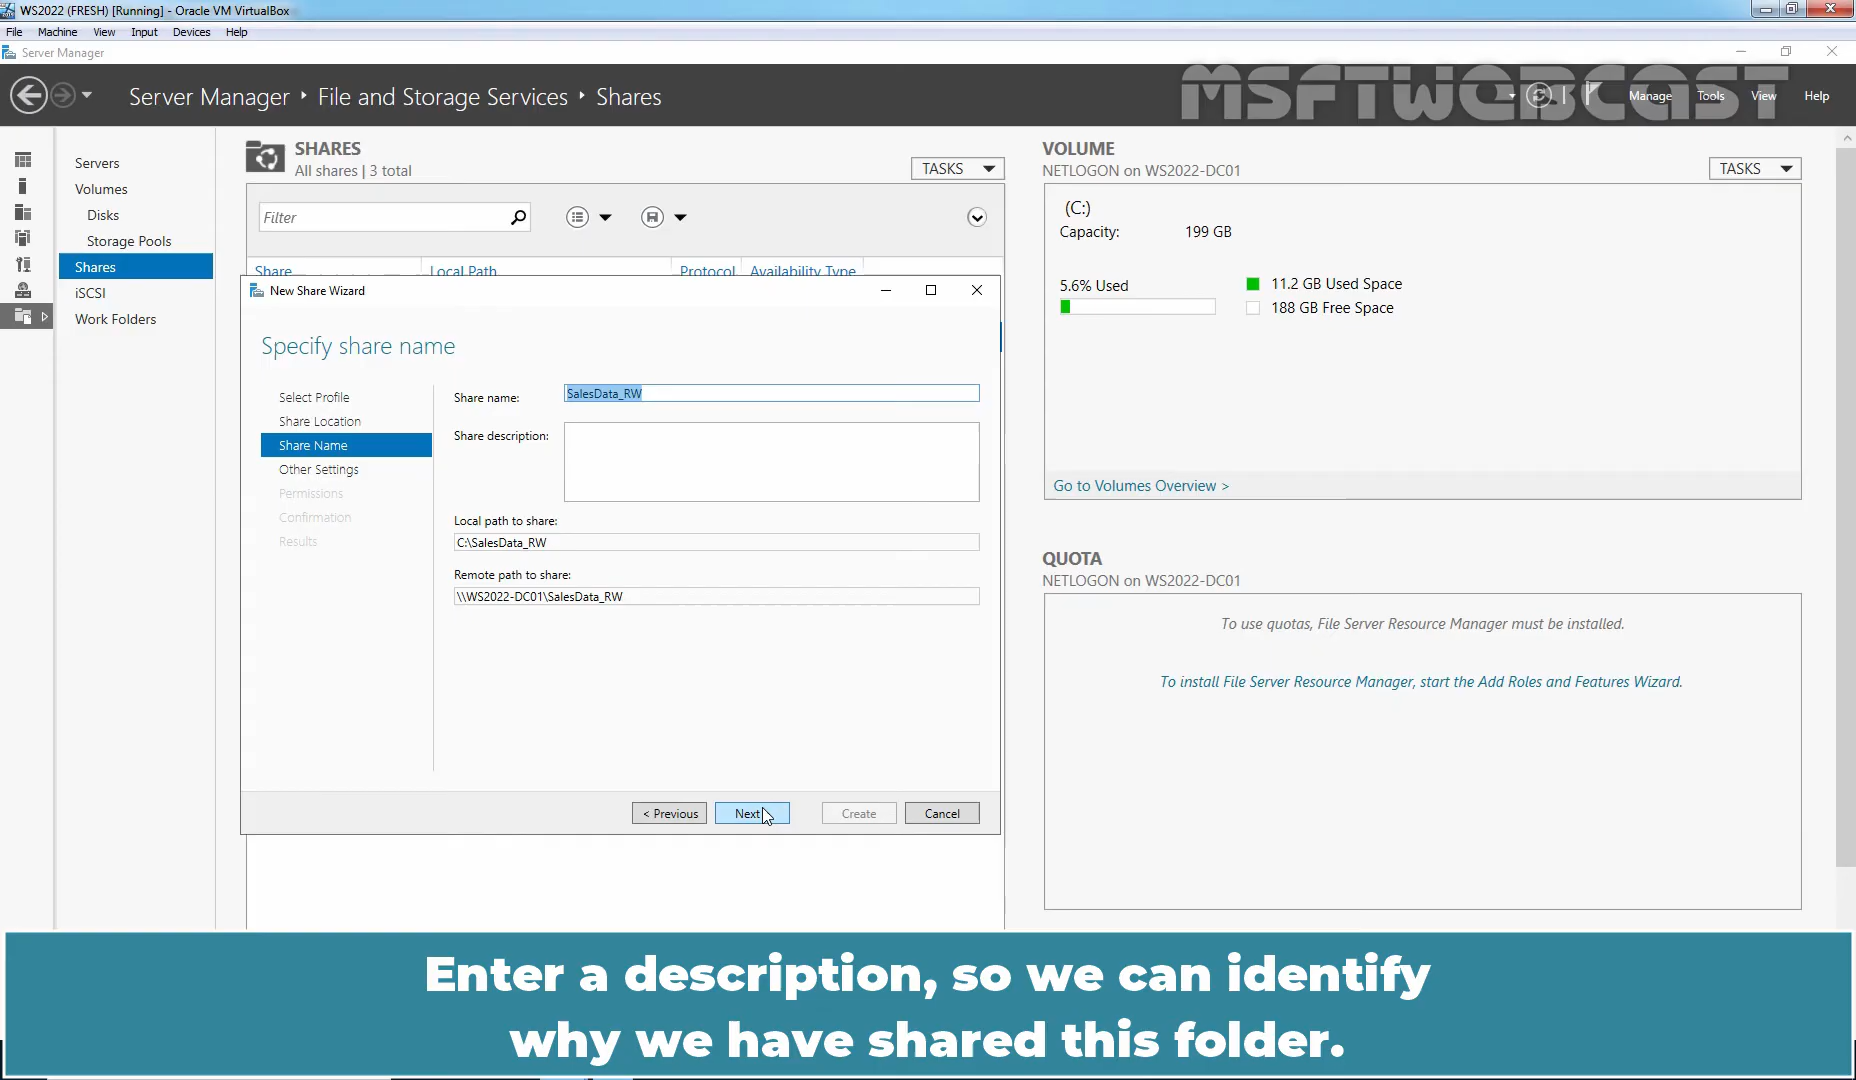 WS2022 (FRESH) [Running] - Oracle VM VirtualBox
File Machine View Input Devices Help
Server Manager
Server Manager ‣ File and Storage Services ‣ Shares
MSFTWEBCAST
Manage Tools View Help
Servers
Volumes
Disks
Storage Pools
Shares
iSCSI
Work Folders
SHARES
All shares | 3 total
TASKS
Filter
Share Local Path Protocol Availability Type
New Share Wizard
Specify share name
Select Profile
Share Location
Share Name
Other Settings
Permissions
Confirmation
Results
Share name: SalesData_RW
Share description:
Local path to share:
C:\SalesData_RW
Remote path to share:
\\WS2022-DC01\SalesData_RW
< Previous Next Create Cancel
VOLUME
NETLOGON on WS2022-DC01
TASKS
(C:)
Capacity: 199 GB
5.6% Used
11.2 GB Used Space
188 GB Free Space
Go to Volumes Overview >
QUOTA
NETLOGON on WS2022-DC01
To use quotas, File Server Resource Manager must be installed.
To install File Server Resource Manager, start the Add Roles and Features Wizard.
Enter a description, so we can identify
why we have shared this folder.